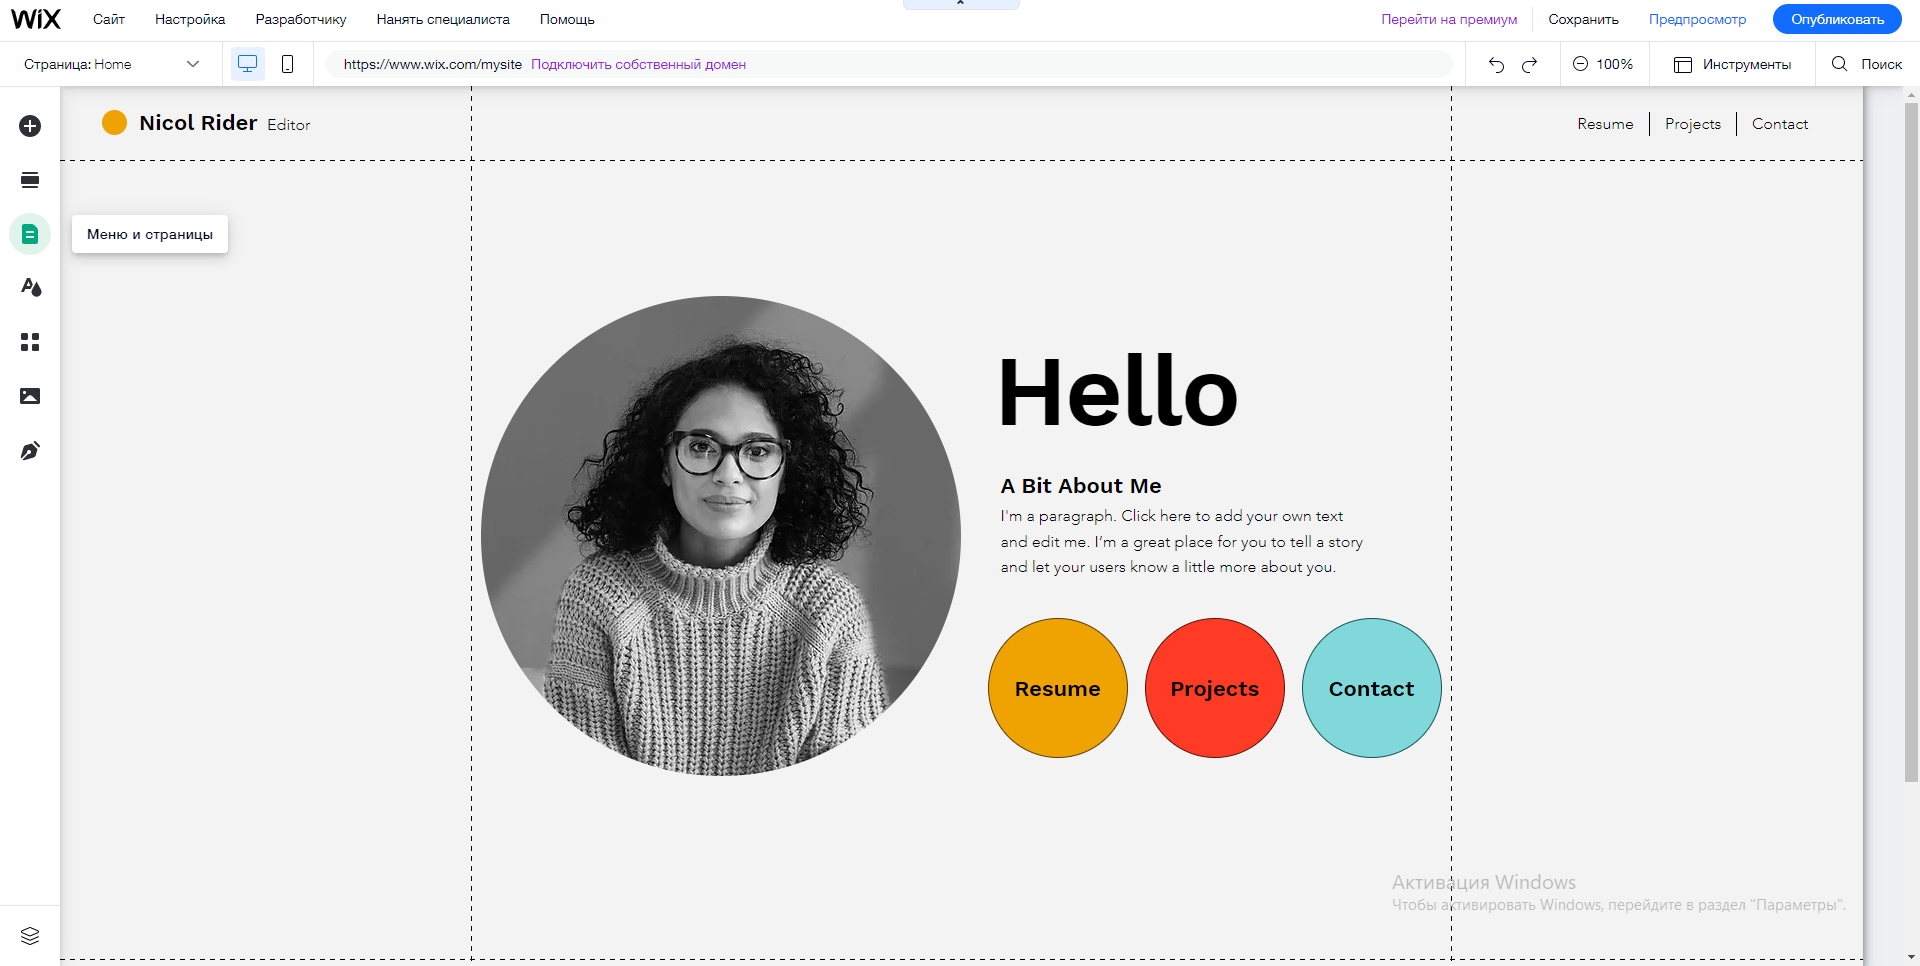 WiX Сайт Настройка Разработчику Нанять специалиста Помощь Перейти на премиум Сохранить Предпросмотр Опубликовать
Страница: Home https://www.wix.com/mysite Подключить собственный домен 100% Инструменты Поиск
Nicol Rider Editor Resume Projects Contact
Меню и страницы
Hello
A Bit About Me
I'm a paragraph. Click here to add your own text
and edit me. I’m a great place for you to tell a story
and let your users know a little more about you.
Resume Projects Contact
Активация Windows
Чтобы активировать Windows, перейдите в раздел "Параметры".